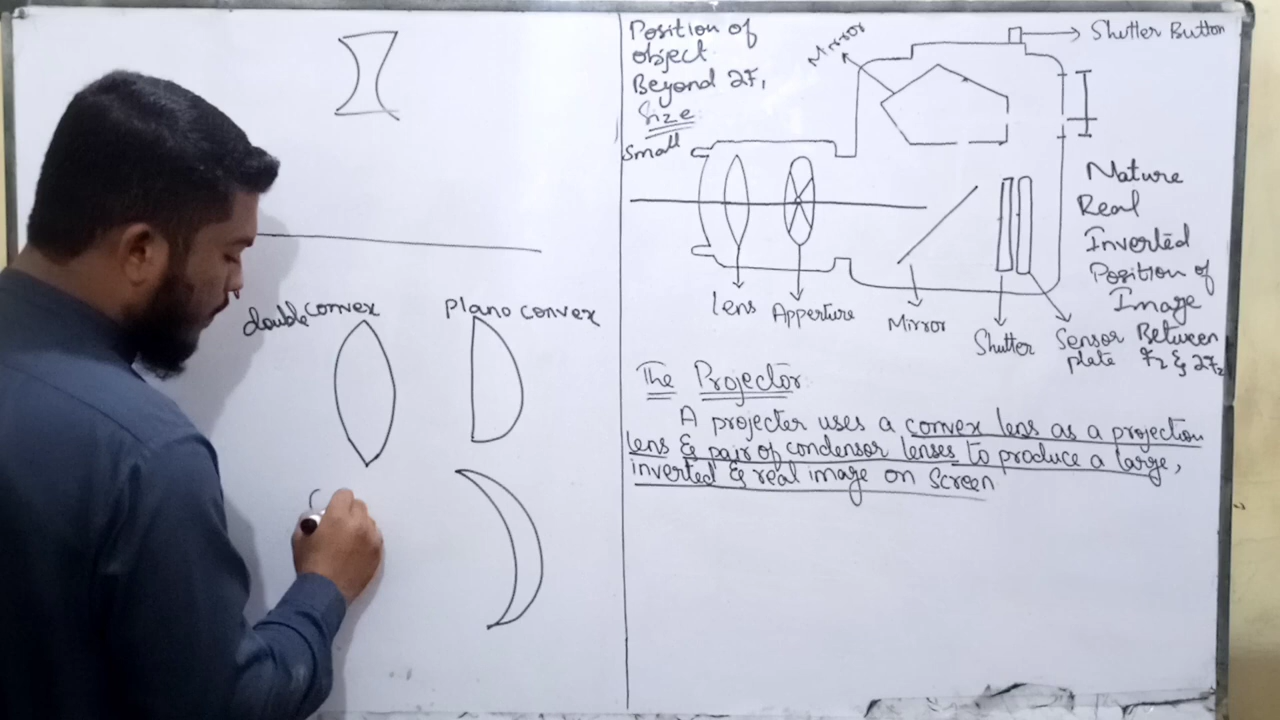 double convex
Plano convex
C
Position of
object
Beyond 2F1
Size
Small
Mirror
Shutter Button
Nature
Real
Inverted
Position of
Image
Between
F2 & 2F2
Lens
Apperture
Mirror
Shutter
Sensor
plate
The Projector
A projecter uses a convex lens as a projection
lens & pair of condensor lenses to produce a large,
inverted & real image on Screen